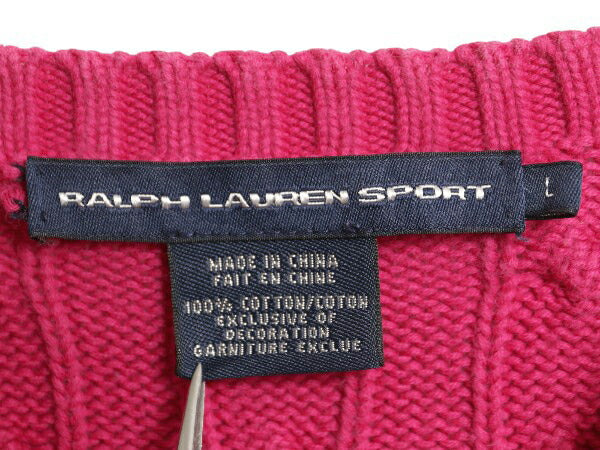 RALPH LAUREN SPORT
L
MADE IN CHINA
FAIT EN CHINE
100% COTTON/COTON
EXCLUSIVE OF
DECORATION
GARNITURE EXCLUE